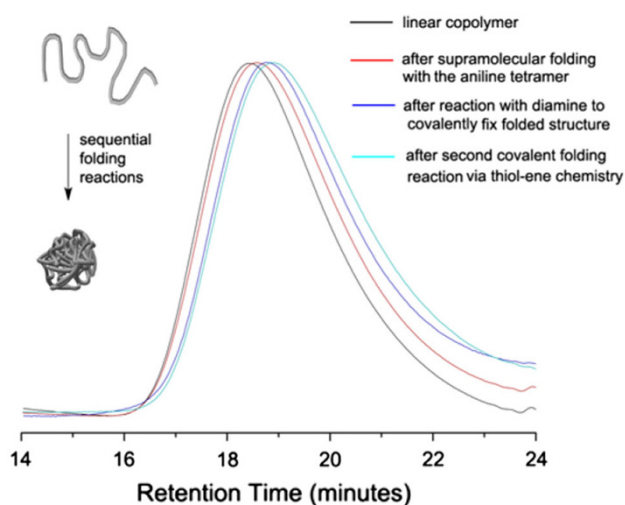 linear copolymer
after supramolecular folding
with the aniline tetramer
after reaction with diamine to
covalently fix folded structure
after second covalent folding
reaction via thiol-ene chemistry
sequential
folding
reactions
14 16 18 20 22 24
Retention Time (minutes)